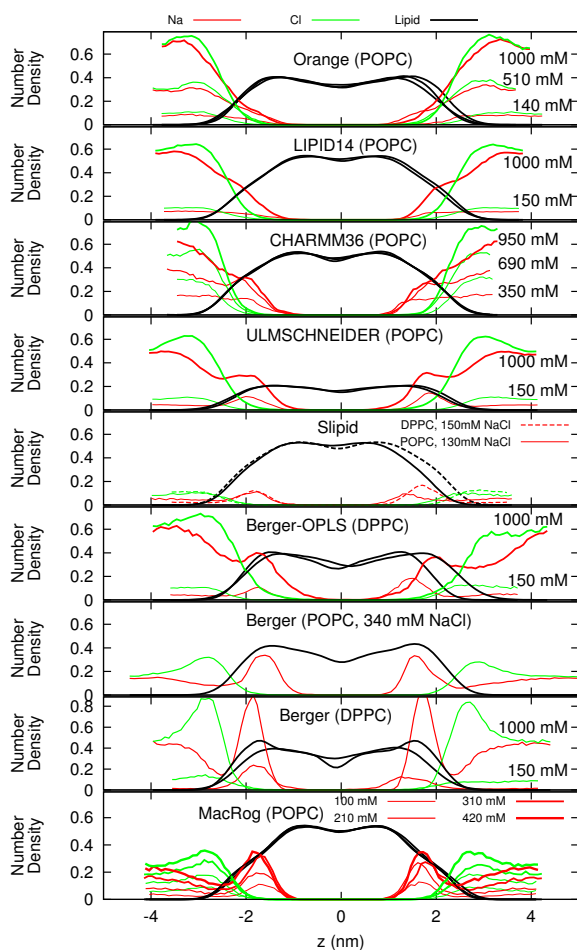 Na Cl Lipid
Number Density
0.6
0.4
0.2
0
Orange (POPC)
1000 mM
510 mM
140 mM
Number Density
0.6
0.4
0.2
0
LIPID14 (POPC)
1000 mM
150 mM
Number Density
0.6
0.4
0.2
0
CHARMM36 (POPC)
950 mM
690 mM
350 mM
Number Density
0.6
0.4
0.2
0
ULMSCHNEIDER (POPC)
1000 mM
150 mM
Number Density
0.6
0.4
0.2
0
Slipid
DPPC, 150mM NaCl
POPC, 130mM NaCl
Number Density
0.6
0.4
0.2
0
Berger-OPLS (DPPC)
1000 mM
150 mM
Number Density
0.6
0.4
0.2
0
Berger (POPC, 340 mM NaCl)
Number Density
0.8
0.6
0.4
0.2
0
Berger (DPPC)
1000 mM
150 mM
Number Density
0.6
0.4
0.2
0
MacRog (POPC)
100 mM 310 mM
210 mM 420 mM
-4 -2 0 2 4
z (nm)